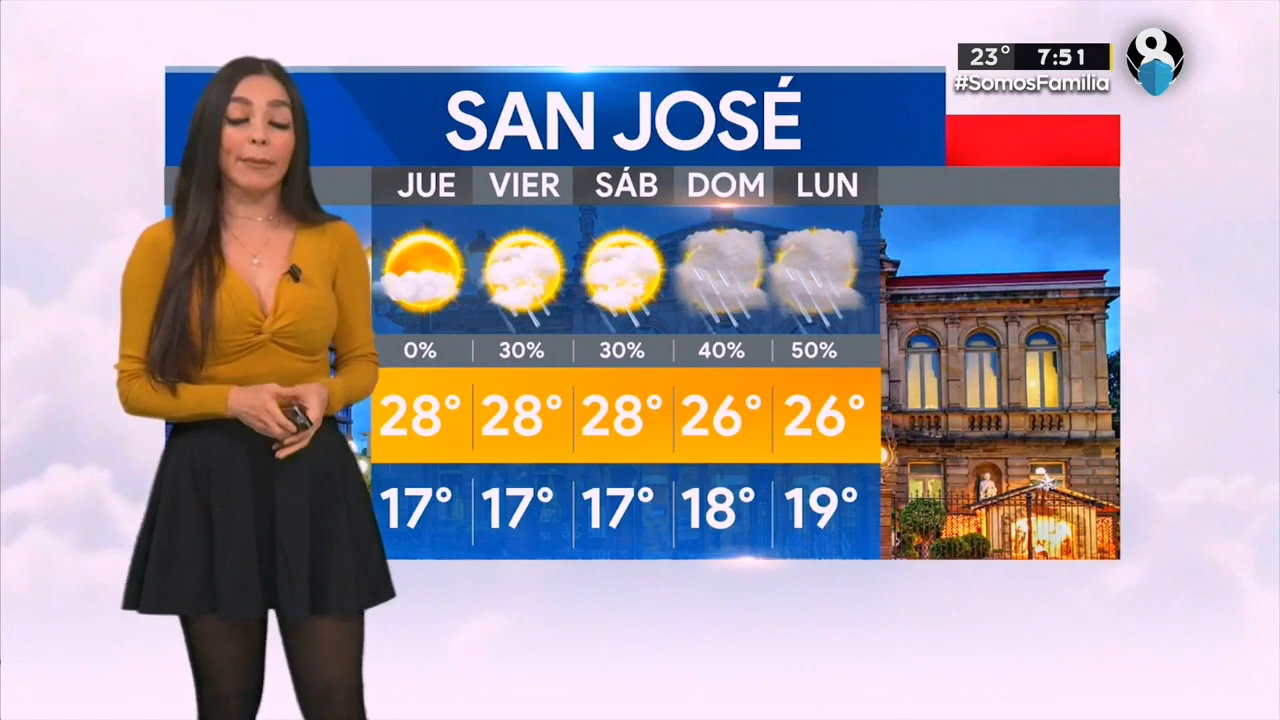 23° 7:51
8
#SomosFamilia
SAN JOSÉ
JUE VIER SÁB DOM LUN
0% 30% 30% 40% 50%
28° 28° 28° 26° 26°
17° 17° 17° 18° 19°